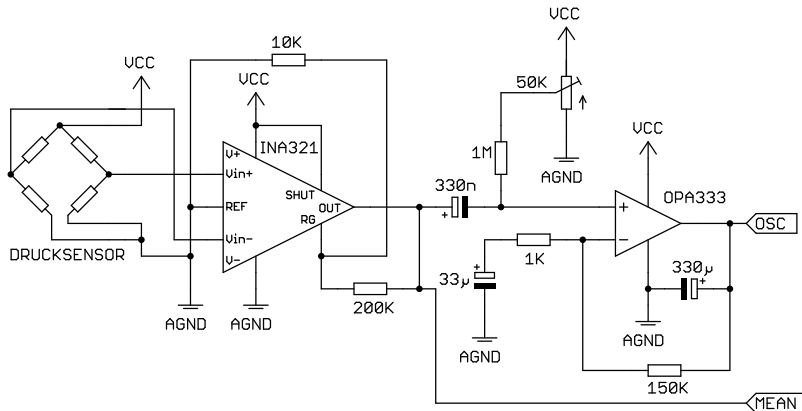 VCC
10K
VCC
50K
VCC
AGND
1M
VCC
INA321
V+
Vin+
SHUT
OUT
REF
RG
Vin-
V-
330n
+
OPA333
+
-
OSC
DRUCKSENSOR
1K
+
33µ
330µ
+
200K
AGND
AGND
AGND
AGND
150K
MEAN